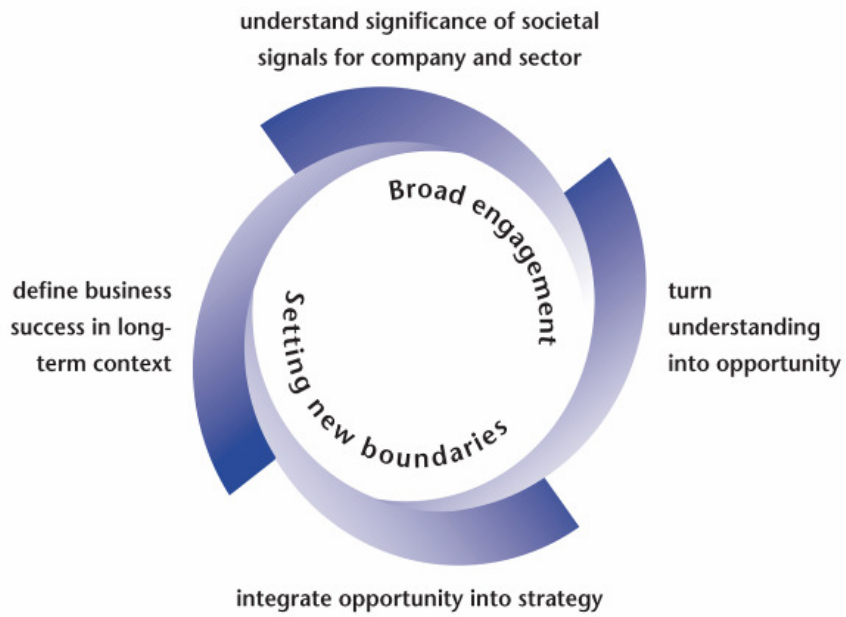 understand significance of societal
signals for company and sector
Broad engagement
define business
success in long-
term context
turn
understanding
into opportunity
Setting new boundaries
integrate opportunity into strategy